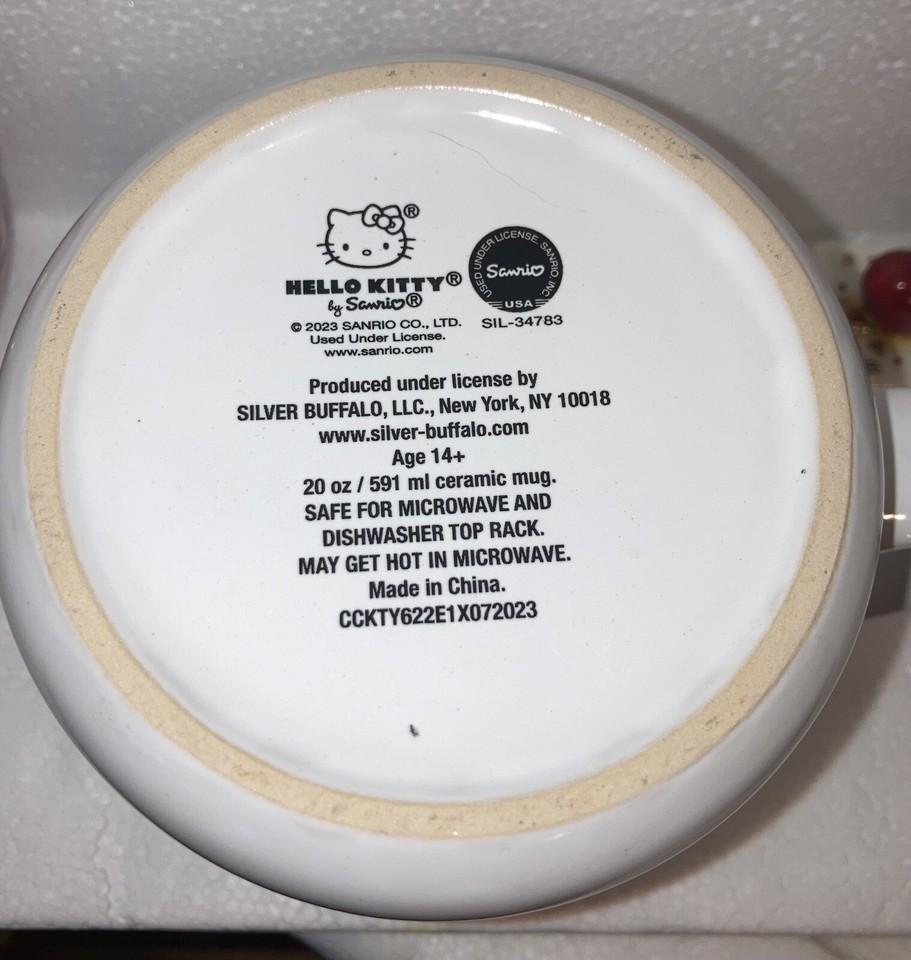 ®
HELLO KITTY®
by Sanrio®
© 2023 SANRIO CO., LTD.
Used Under License.
www.sanrio.com
USED UNDER LICENSE. SANRIO, INC.
Sanrio
USA
SIL-34783
Produced under license by
SILVER BUFFALO, LLC., New York, NY 10018
www.silver-buffalo.com
Age 14+
20 oz / 591 ml ceramic mug.
SAFE FOR MICROWAVE AND
DISHWASHER TOP RACK.
MAY GET HOT IN MICROWAVE.
Made in China.
CCKTY622E1X072023